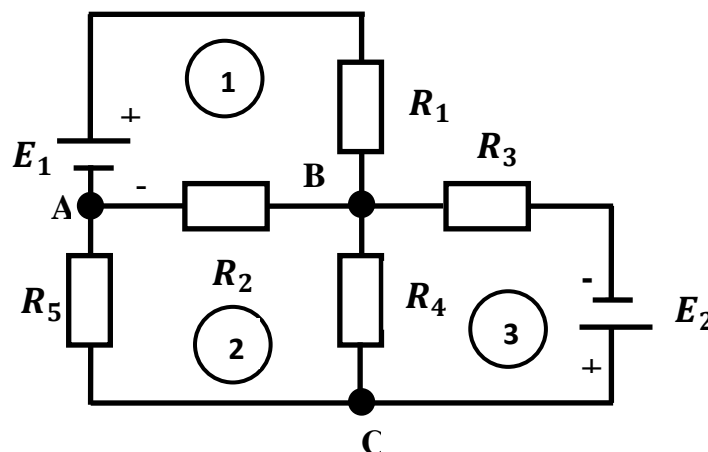 1
+
R₁
E₁
R₃
B
-
A
R₂
R₅
R₄
-
E₂
2
3
+
C